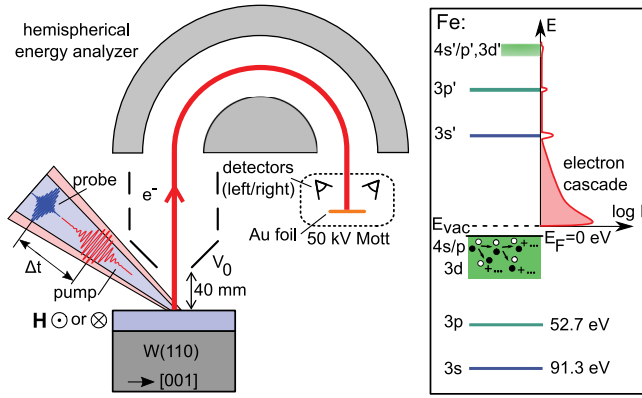 hemispherical
energy analyzer
probe
e⁻
detectors
(left/right)
Au foil
50 kV Mott
Δt
pump
V₀
40 mm
H ⊙ or ⊗
W(110)
→ [001]
Fe:
E
4s'/p',3d'
3p'
3s'
electron
cascade
log I
E_vac
E_F=0 eV
4s/p
3d
+ ...
+ ...
+ ...
3p
52.7 eV
3s
91.3 eV